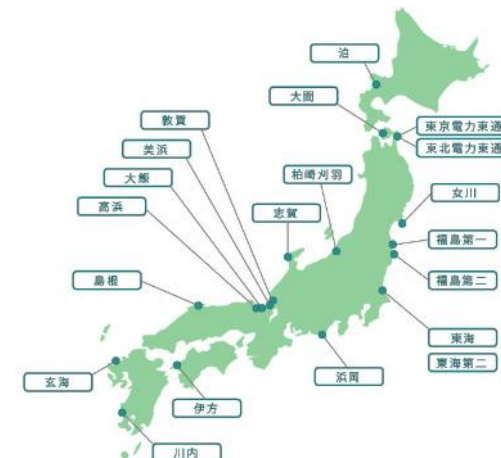 泊
大間
東京電力東通
東北電力東通
敦賀
美浜
大飯
高浜
柏崎刈羽
志賀
女川
福島第一
福島第二
島根
東海
東海第二
浜岡
玄海
伊方
川内